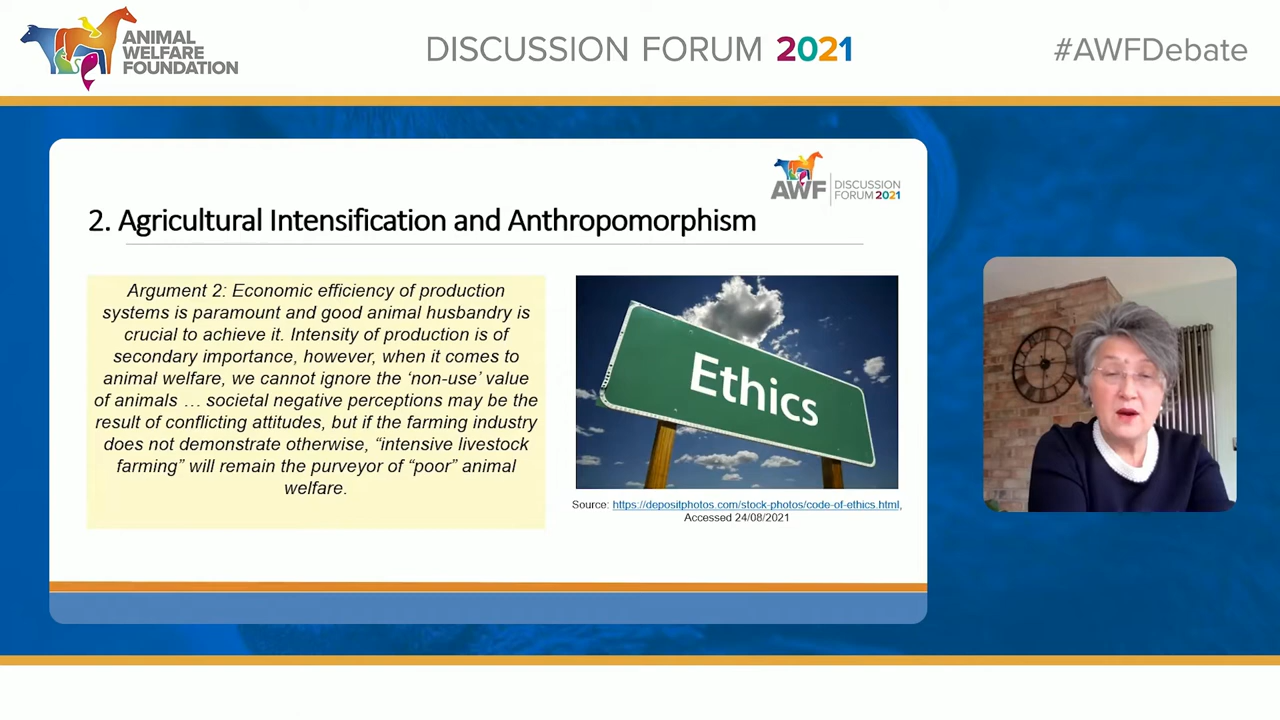 ANIMAL
WELFARE
FOUNDATION
DISCUSSION FORUM 2021
#AWFDebate
AWF
DISCUSSION
FORUM 2021
2. Agricultural Intensification and Anthropomorphism
Argument 2: Economic efficiency of production
systems is paramount and good animal husbandry is
crucial to achieve it. Intensity of production is of
secondary importance, however, when it comes to
animal welfare, we cannot ignore the ‘non-use’ value
of animals … societal negative perceptions may be the
result of conflicting attitudes, but if the farming industry
does not demonstrate otherwise, “intensive livestock
farming” will remain the purveyor of “poor” animal
welfare.
Ethics
Source: https://depositphotos.com/stock-photos/code-of-ethics.html,
Accessed 24/08/2021